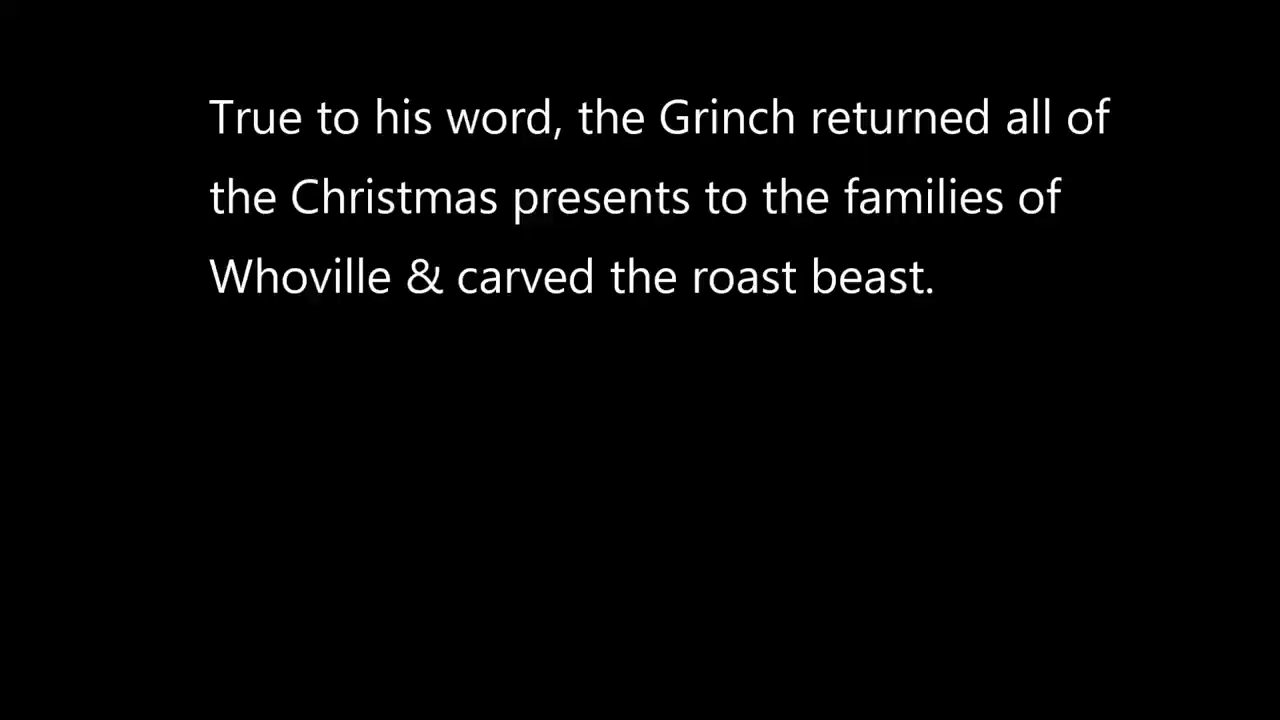 True to his word, the Grinch returned all of
the Christmas presents to the families of
Whoville & carved the roast beast.